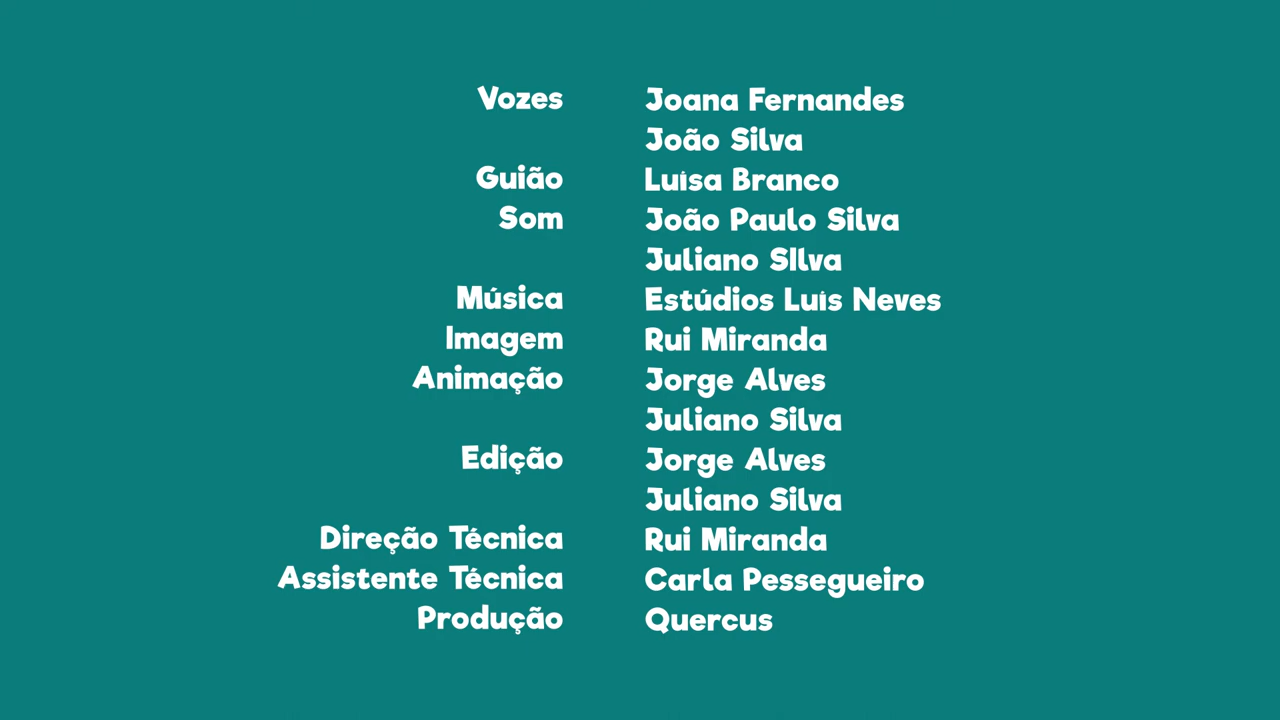 Vozes Joana Fernandes
João Silva
Guião Luísa Branco
Som João Paulo Silva
Juliano SIlva
Música Estúdios Luís Neves
Imagem Rui Miranda
Animação Jorge Alves
Juliano Silva
Edição Jorge Alves
Juliano Silva
Direção Técnica Rui Miranda
Assistente Técnica Carla Pessegueiro
Produção Quercus